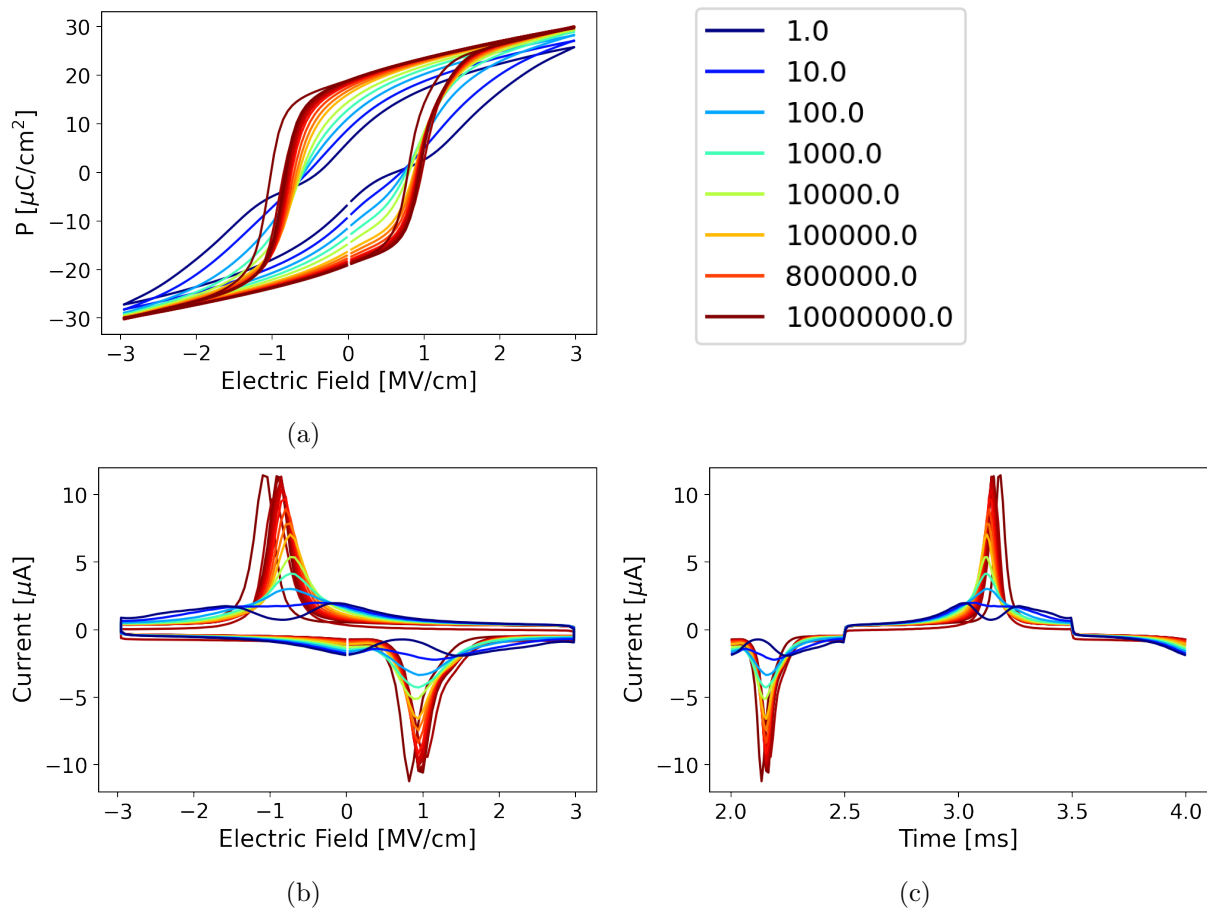 30
20
10
0
−10
−20
−30
P [μC/cm²]
−3 −2 −1 0 1 2 3
Electric Field [MV/cm]
(a)
1.0
10.0
100.0
1000.0
10000.0
100000.0
800000.0
10000000.0
10
5
0
−5
−10
Current [μA]
−3 −2 −1 0 1 2 3
Electric Field [MV/cm]
(b)
10
5
0
−5
−10
Current [μA]
2.0 2.5 3.0 3.5 4.0
Time [ms]
(c)